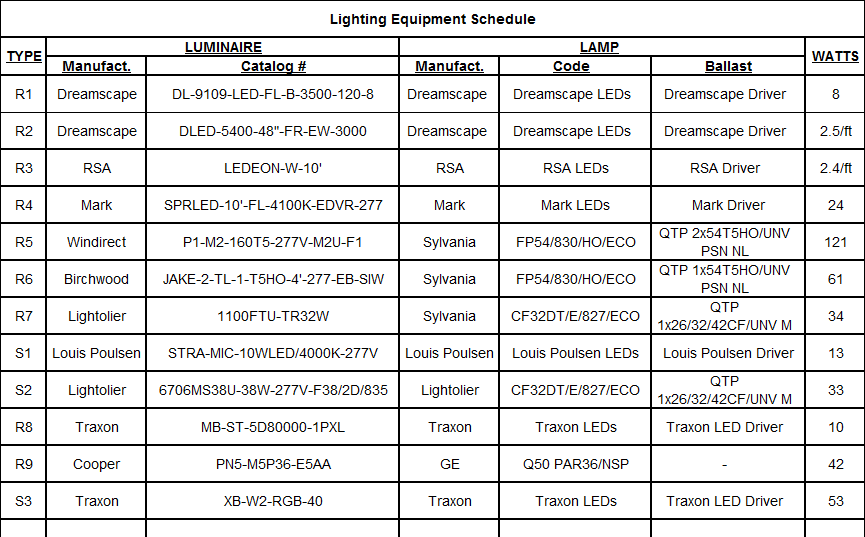 Lighting Equipment Schedule
TYPE LUMINAIRE LAMP WATTS
Manufact. Catalog # Manufact. Code Ballast
R1 Dreamscape DL-9109-LED-FL-B-3500-120-8 Dreamscape Dreamscape LEDs Dreamscape Driver 8
R2 Dreamscape DLED-5400-48"-FR-EW-3000 Dreamscape Dreamscape LEDs Dreamscape Driver 2.5/ft
R3 RSA LEDEON-W-10' RSA RSA LEDs RSA Driver 2.4/ft
R4 Mark SPRLED-10'-FL-4100K-EDVR-277 Mark Mark LEDs Mark Driver 24
R5 Windirect P1-M2-160T5-277V-M2U-F1 Sylvania FP54/830/HO/ECO QTP 2x54T5HO/UNV PSN NL 121
R6 Birchwood JAKE-2-TL-1-T5HO-4'-277-EB-SIW Sylvania FP54/830/HO/ECO QTP 1x54T5HO/UNV PSN NL 61
R7 Lightolier 1100FTU-TR32W Sylvania CF32DT/E/827/ECO QTP 1x26/32/42CF/UNV M 34
S1 Louis Poulsen STRA-MIC-10WLED/4000K-277V Louis Poulsen Louis Poulsen LEDs Louis Poulsen Driver 13
S2 Lightolier 6706MS38U-38W-277V-F38/2D/835 Lightolier CF32DT/E/827/ECO QTP 1x26/32/42CF/UNV M 33
R8 Traxon MB-ST-5D80000-1PXL Traxon Traxon LEDs Traxon LED Driver 10
R9 Cooper PN5-M5P36-E5AA GE Q50 PAR36/NSP - 42
S3 Traxon XB-W2-RGB-40 Traxon Traxon LEDs Traxon LED Driver 53